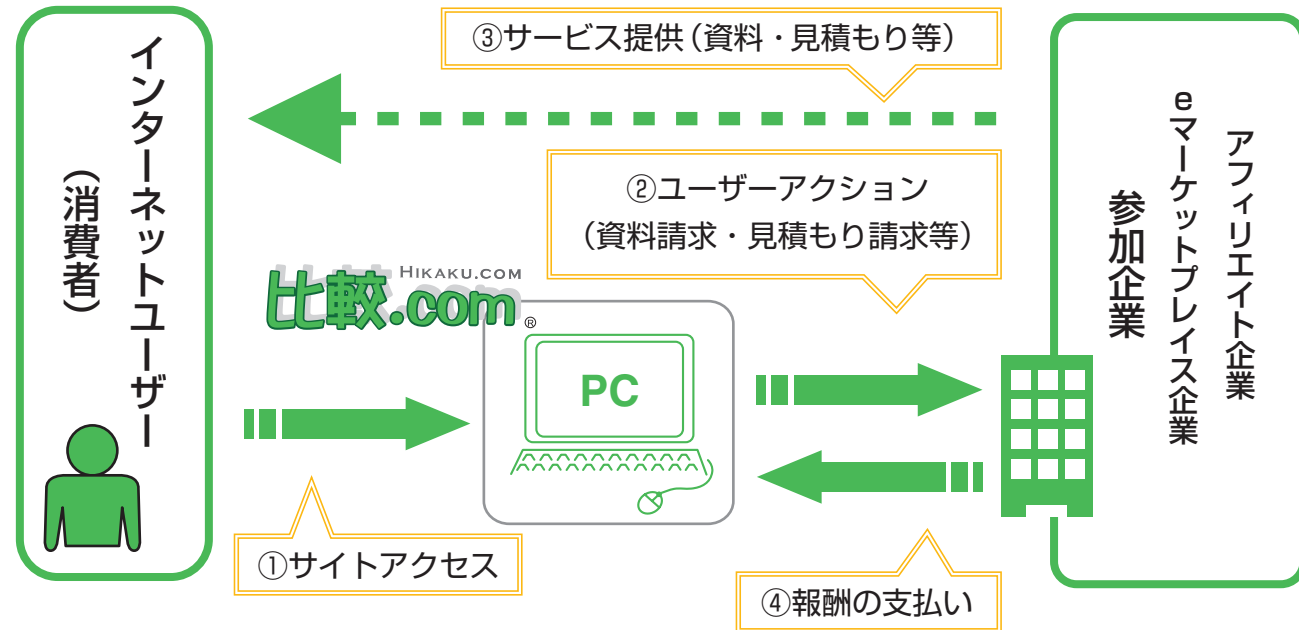 インターネットユーザー
（消費者）
③サービス提供（資料・見積もり等）
②ユーザーアクション
（資料請求・見積もり請求等）
HIKAKU.COM
比較.com
®
PC
①サイトアクセス
④報酬の支払い
アフィリエイト企業
eマーケットプレイス企業
参加企業